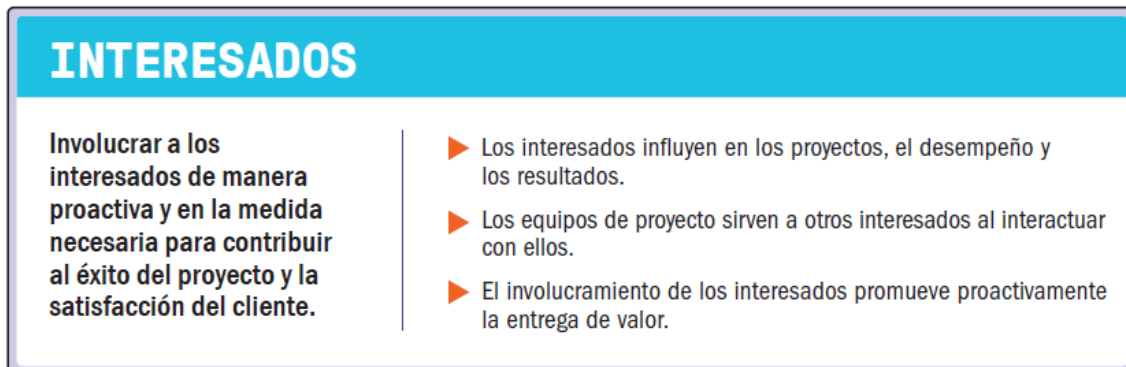 INTERESADOS
Involucrar a los
interesados de manera
proactiva y en la medida
necesaria para contribuir
al éxito del proyecto y la
satisfacción del cliente.
Los interesados influyen en los proyectos, el desempeño y
los resultados.
Los equipos de proyecto sirven a otros interesados al interactuar
con ellos.
El involucramiento de los interesados promueve proactivamente
la entrega de valor.